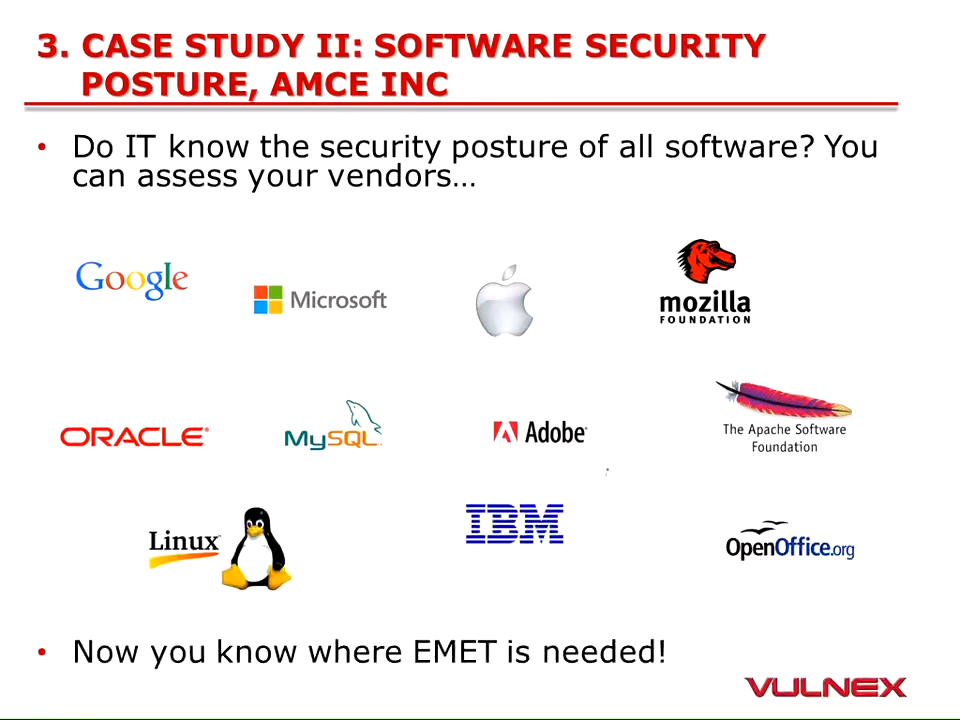 3. CASE STUDY II: SOFTWARE SECURITY
POSTURE, AMCE INC
• Do IT know the security posture of all software? You
can assess your vendors…
Google
Microsoft
mozilla
FOUNDATION
ORACLE®
MySQL™
Adobe
The Apache Software
Foundation
Linux
IBM
OpenOffice.org
• Now you know where EMET is needed!
VULNEX